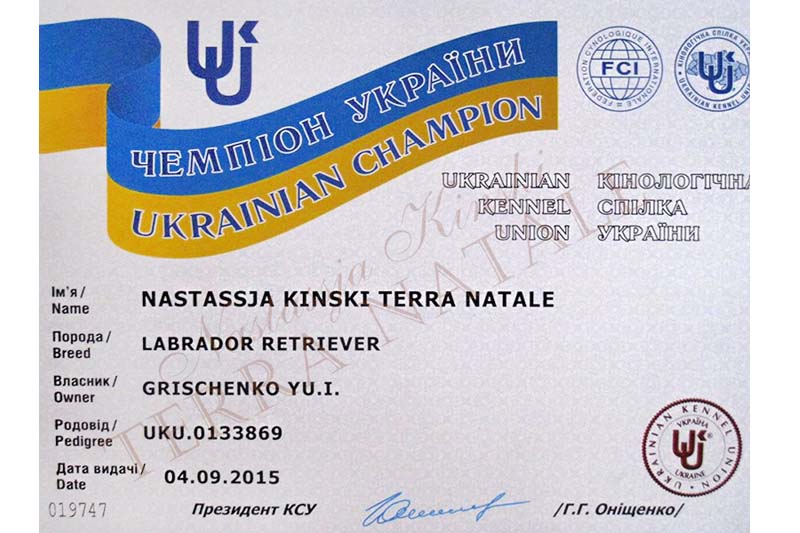 ЧЕМПІОН УКРАЇНИ
UKRAINIAN CHAMPION
FEDERATION CYNOLOGIQUE INTERNATIONALE
FCI
КІНОЛОГІЧНА СПІЛКА УКРАЇНИ
UKRAINIAN KENNEL UNION
UKRAINIAN КІНОЛОГІЧНА
KENNEL СПІЛКА
UNION УКРАЇНИ
Nastassja Kinski
TERRA NATALE
Ім'я / Name NASTASSJA KINSKI TERRA NATALE
Порода / Breed LABRADOR RETRIEVER
Власник / Owner GRISCHENKO YU.I.
Родовід / Pedigree UKU.0133869
Дата видачі / Date 04.09.2015
019747
Президент КСУ /Г.Г. Оніщенко/
UKRAINIAN KENNEL UNION
УКРАЇНА
UKRAINE